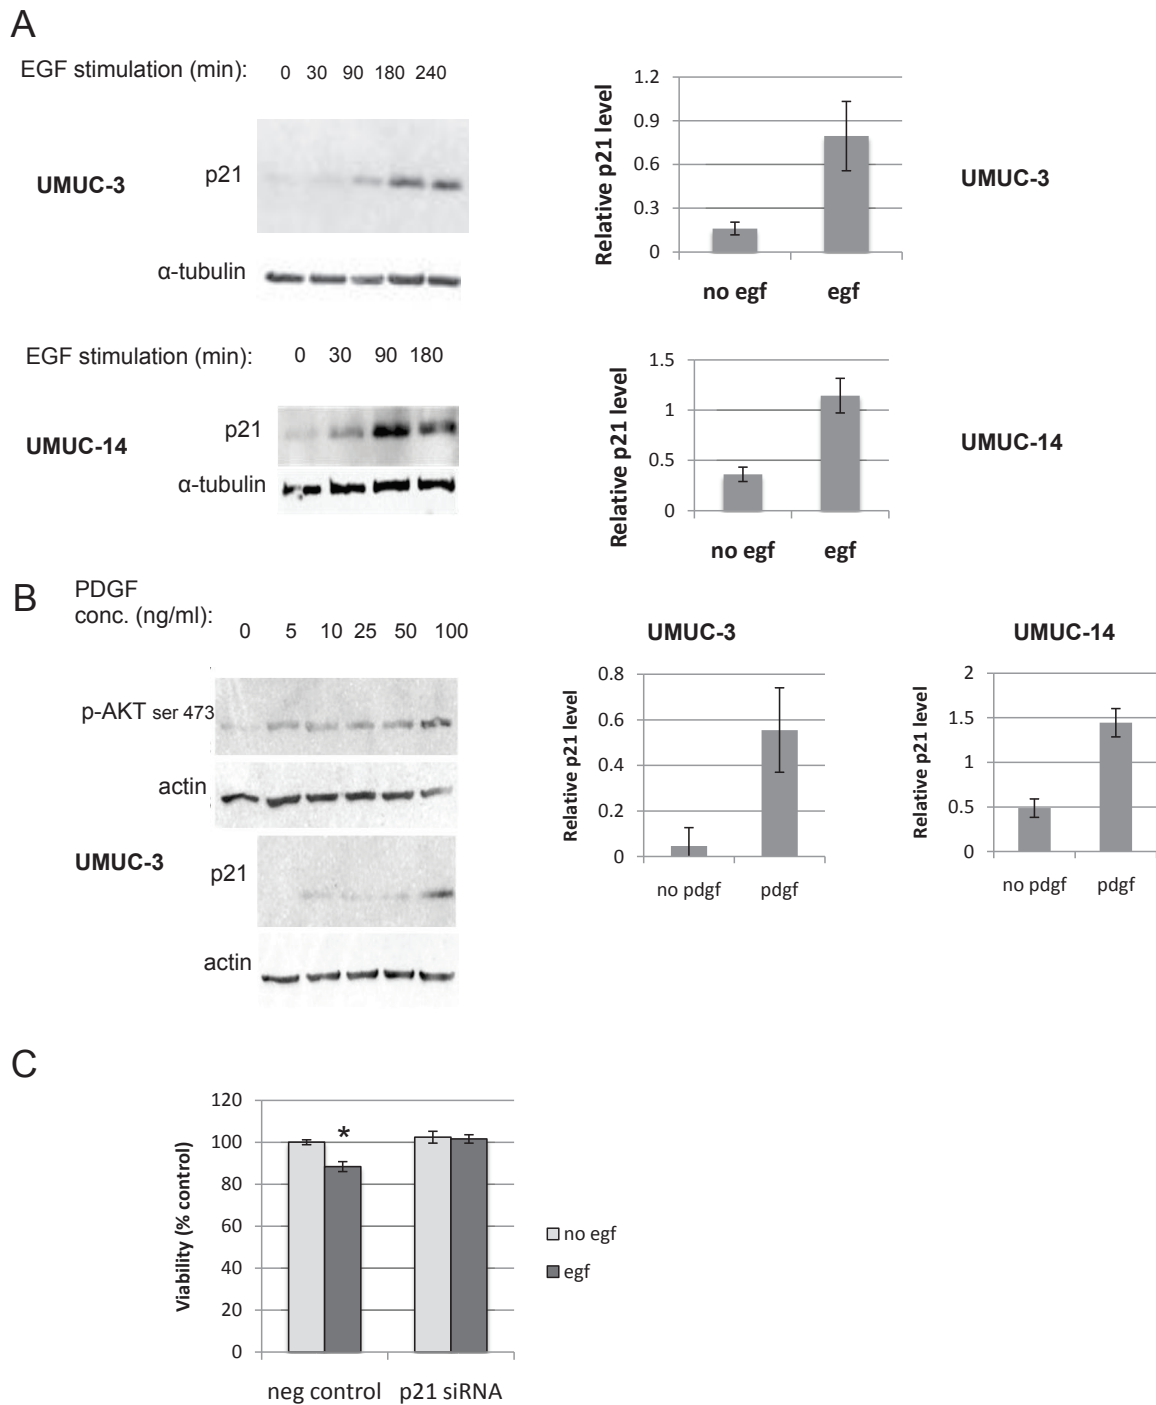 A
EGF stimulation (min): 0 30 90 180 240
UMUC-3
p21
α-tubulin
1.2
0.9
0.6
0.3
0
Relative p21 level
no egf egf
UMUC-3
EGF stimulation (min): 0 30 90 180
UMUC-14
p21
α-tubulin
1.5
1
0.5
0
Relative p21 level
no egf egf
UMUC-14
B
PDGF
conc. (ng/ml): 0 5 10 25 50 100
p-AKT ser 473
actin
UMUC-3
p21
actin
UMUC-3
0.8
0.6
0.4
0.2
0
Relative p21 level
no pdgf pdgf
UMUC-14
2
1.5
1
0.5
0
Relative p21 level
no pdgf pdgf
C
120
100
80
60
40
20
0
Viability (% control)
*
neg control p21 siRNA
no egf
egf